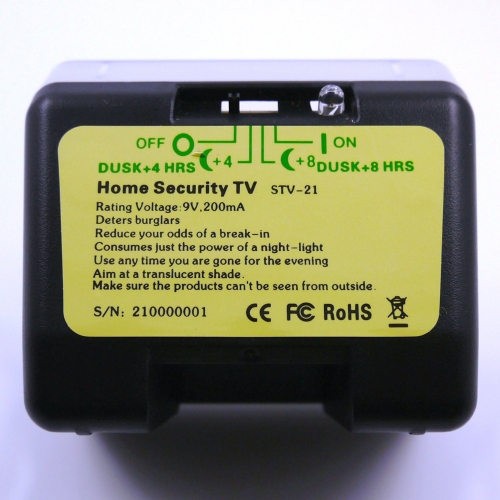 OFF O +4 +8 I ON
DUSK+4 HRS DUSK+8 HRS
Home Security TV STV-21
Rating Voltage:9V,200mA
Deters burglars
Reduce your odds of a break-in
Consumes just the power of a night-light
Use any time you are gone for the evening
Aim at a translucent shade.
Make sure the products can't be seen from outside.
S/N: 210000001 CE FC RoHS